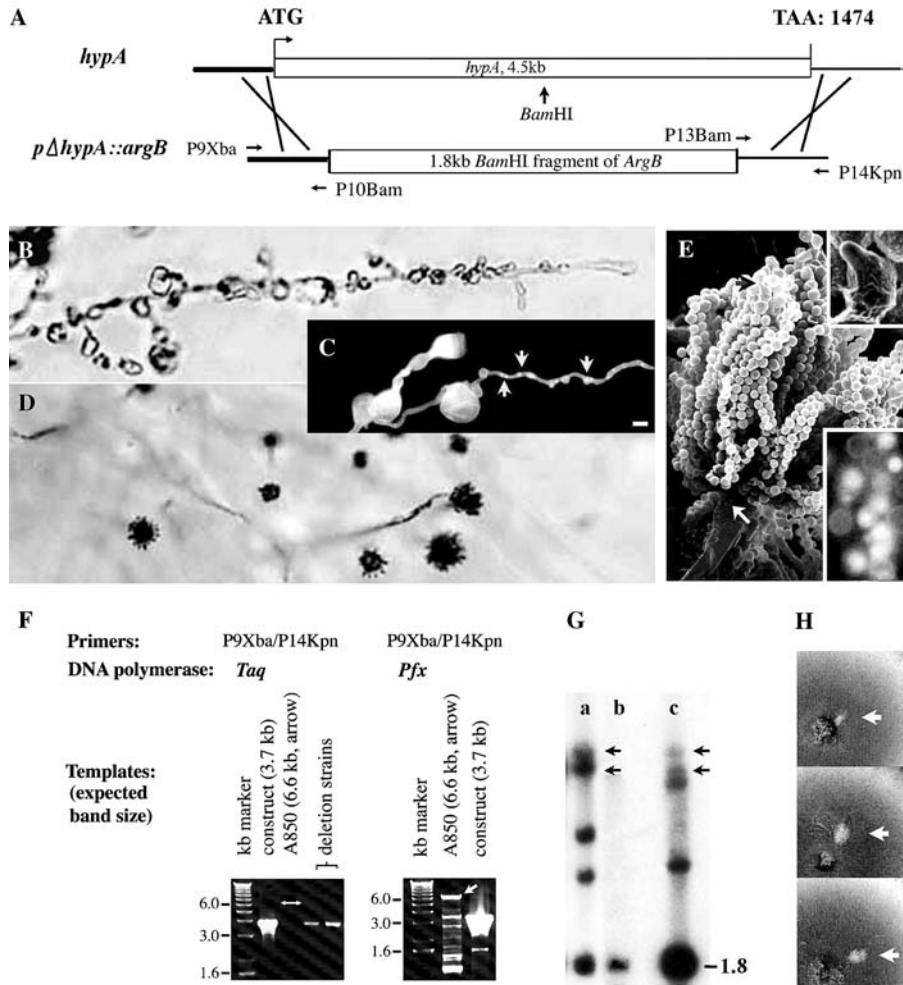 A
ATG
TAA: 1474
hypA
hypA, 4.5kb
BamHI
P13Bam
pΔhypA::argB
P9Xba
1.8kb BamHI fragment of ArgB
P14Kpn
P10Bam
B
C
D
E
F
Primers: P9Xba/P14Kpn P9Xba/P14Kpn
DNA polymerase: Taq Pfx
Templates:
(expected
band size)
kb marker
construct (3.7 kb)
A850 (6.6 kb, arrow)
deletion strains
kb marker
A850 (6.6 kb, arrow)
construct (3.7 kb)
6.0
3.0
1.6
6.0
3.0
1.6
G
a b c
1.8
H